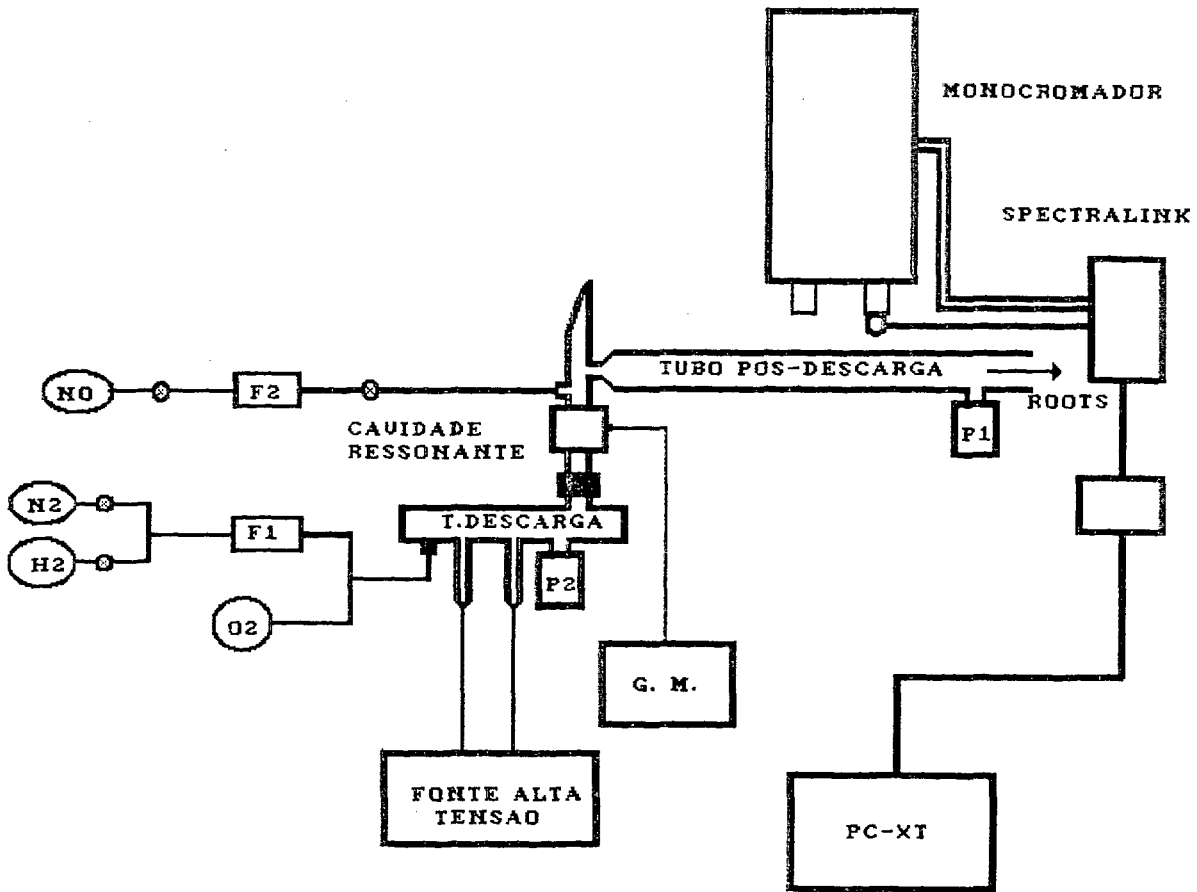 MONOCROMADOR
SPECTRALINK
TUBO POS-DESCARGA
ROOTS
P1
NO
F2
CAVIDADE
RESSONANTE
N2
H2
F1
O2
T.DESCARGA
P2
G. M.
FONTE ALTA
TENSAO
PC-XT